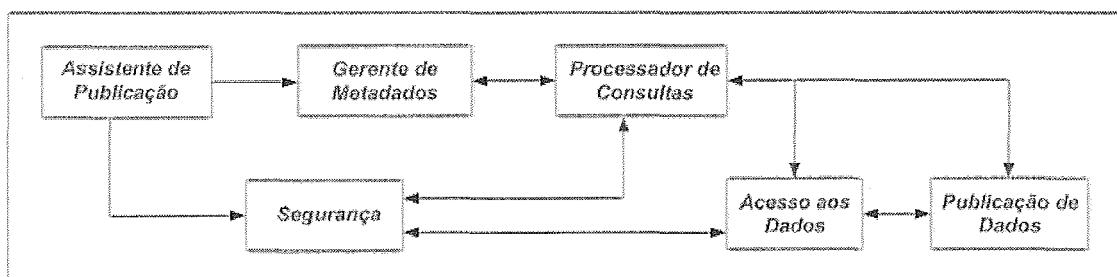 Assistente de
Publicação
Gerente de
Metadados
Processador de
Consultas
Segurança
Acesso aos
Dados
Publicação de
Dados